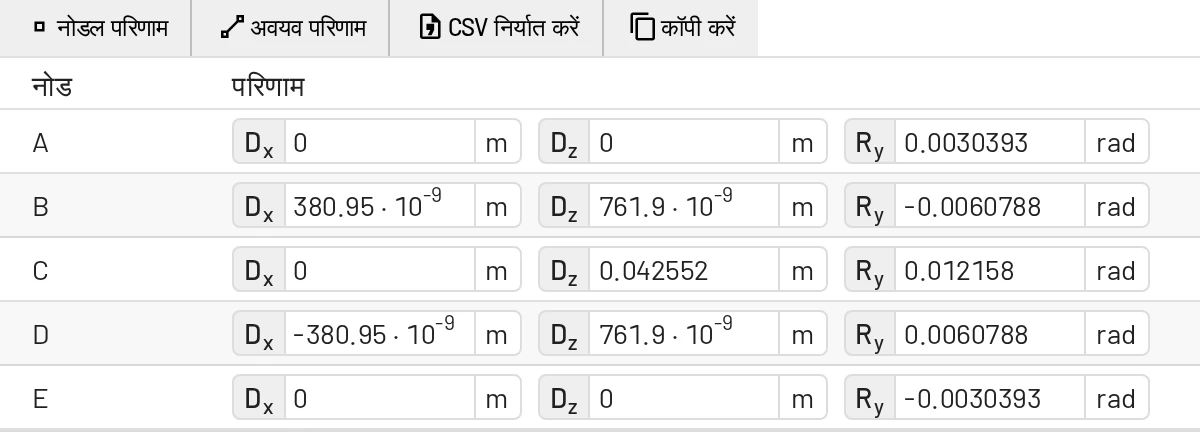 नोडल परिणाम अवयव परिणाम CSV निर्यात करें कॉपी करें
नोड परिणाम
A Dx 0 m Dz 0 m Ry 0.0030393 rad
B Dx 380.95 · 10^-9 m Dz 761.9 · 10^-9 m Ry -0.0060788 rad
C Dx 0 m Dz 0.042552 m Ry 0.012158 rad
D Dx -380.95 · 10^-9 m Dz 761.9 · 10^-9 m Ry 0.0060788 rad
E Dx 0 m Dz 0 m Ry -0.0030393 rad